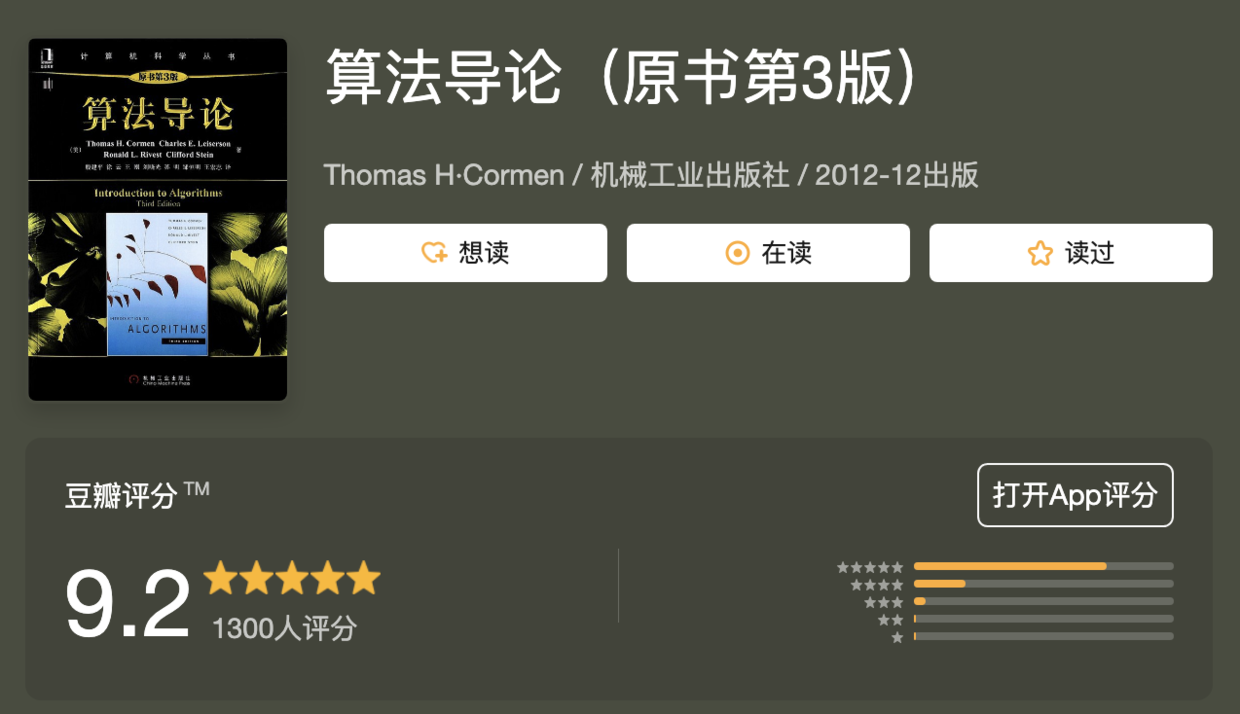 计算机科学丛书
原书第3版
算法导论
(美)
Thomas H. Cormen Charles E. Leiserson
Ronald L. Rivest Clifford Stein
著
Introduction to Algorithms
Third Edition
INTRODUCTION TO
ALGORITHMS
THIRD EDITION
机械工业出版社
China Machine Press
算法导论（原书第3版）
Thomas H·Cormen / 机械工业出版社 / 2012-12出版
想读
在读
读过
豆瓣评分™
打开App评分
9.2
1300人评分